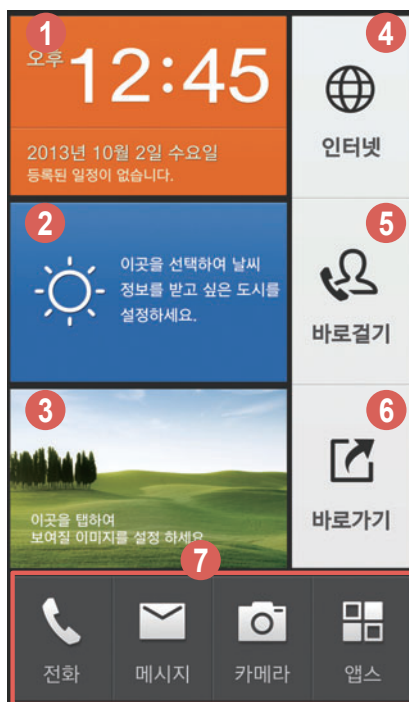 1
오후 12:45
2013년 10월 2일 수요일
등록된 일정이 없습니다.
4
인터넷
2
이곳을 선택하여 날씨
정보를 받고 싶은 도시를
설정하세요.
5
바로걸기
3
이곳을 탭하여
보여질 이미지를 설정 하세요
6
바로가기
7
전화
메시지
카메라
앱스